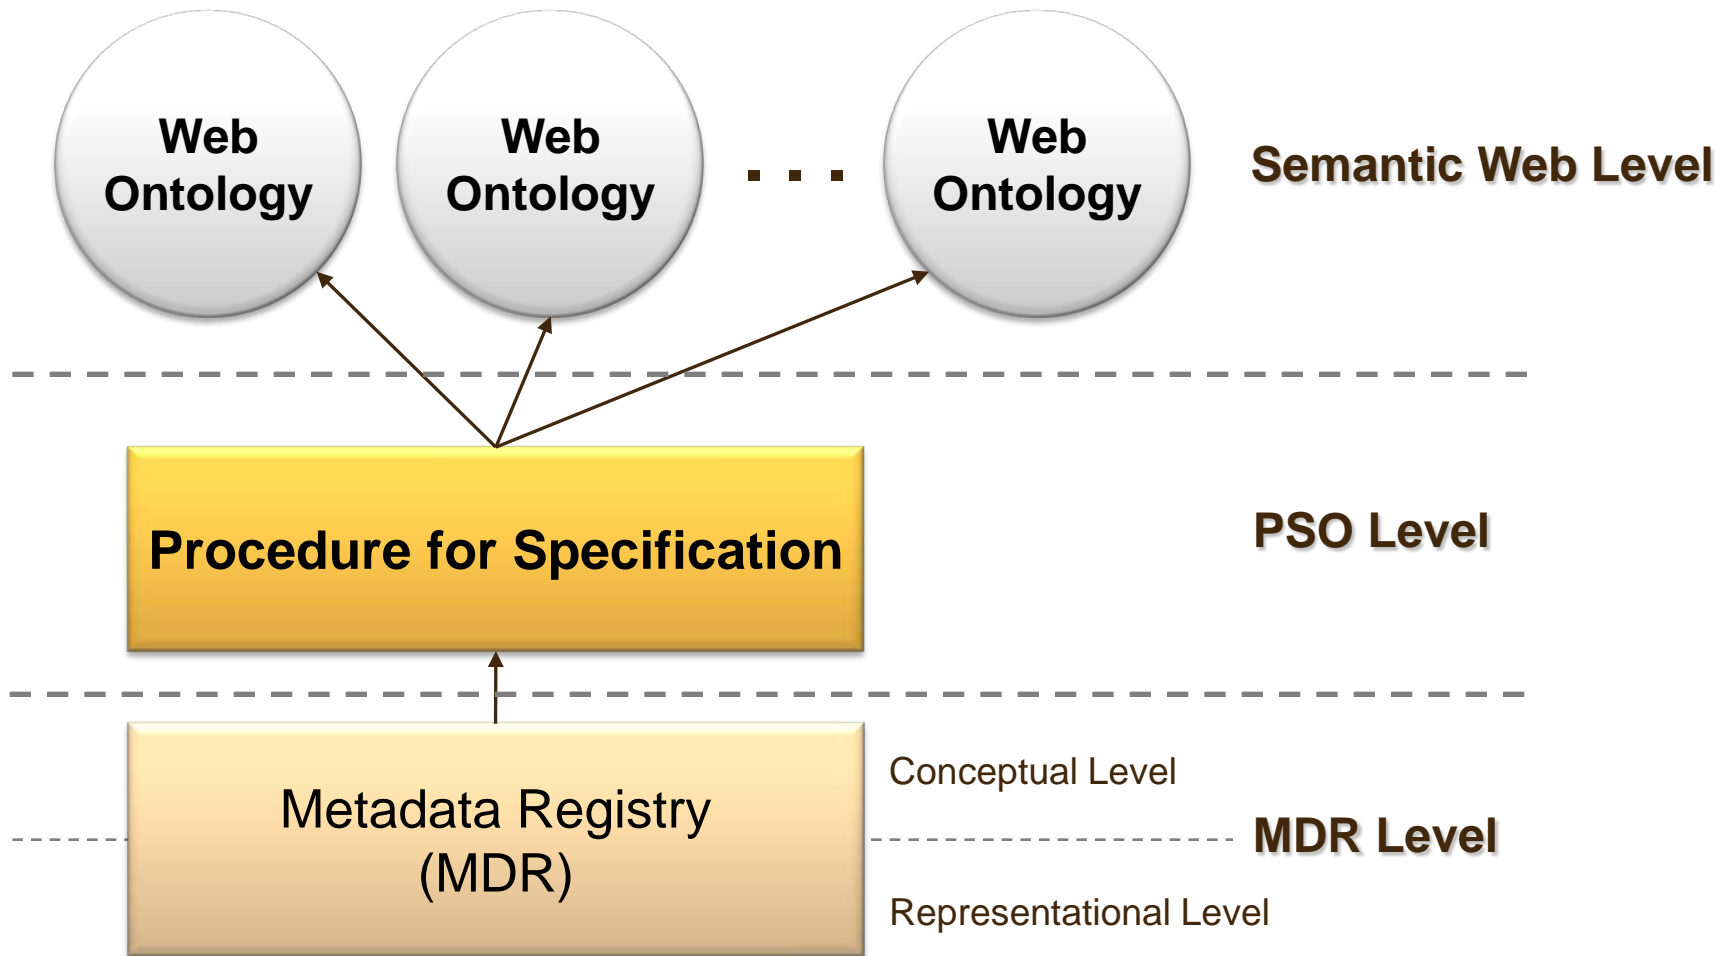 Web
Ontology
Web
Ontology
...
Web
Ontology
Semantic Web Level
Procedure for Specification
PSO Level
Metadata Registry
(MDR)
Conceptual Level
MDR Level
Representational Level